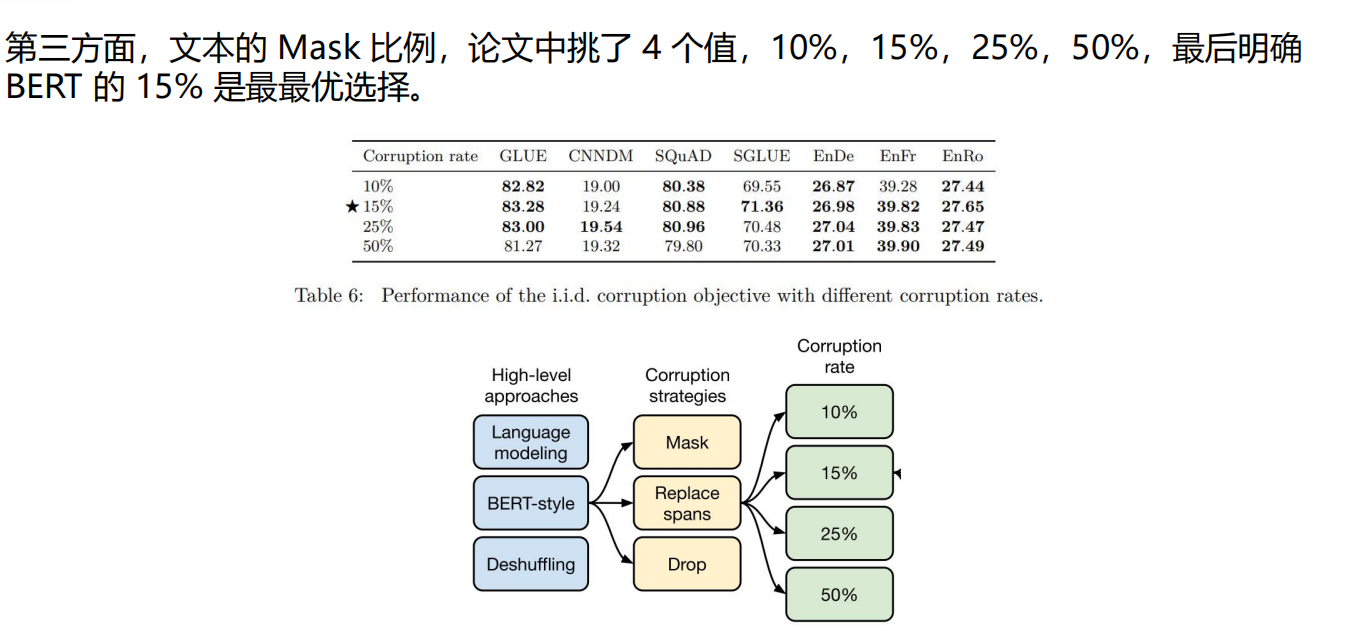 第三方面，文本的 Mask 比例，论文中挑了 4 个值，10%，15%，25%，50%，最后明确
BERT 的 15% 是最最优选择。
Corruption rate GLUE CNNDM SQuAD SGLUE EnDe EnFr EnRo
10% 82.82 19.00 80.38 69.55 26.87 39.28 27.44
★ 15% 83.28 19.24 80.88 71.36 26.98 39.82 27.65
25% 83.00 19.54 80.96 70.48 27.04 39.83 27.47
50% 81.27 19.32 79.80 70.33 27.01 39.90 27.49
Table 6: Performance of the i.i.d. corruption objective with different corruption rates.
High-level
approaches
Language
modeling
BERT-style
Deshuffling
Corruption
strategies
Mask
Replace
spans
Drop
Corruption
rate
10%
15%
25%
50%